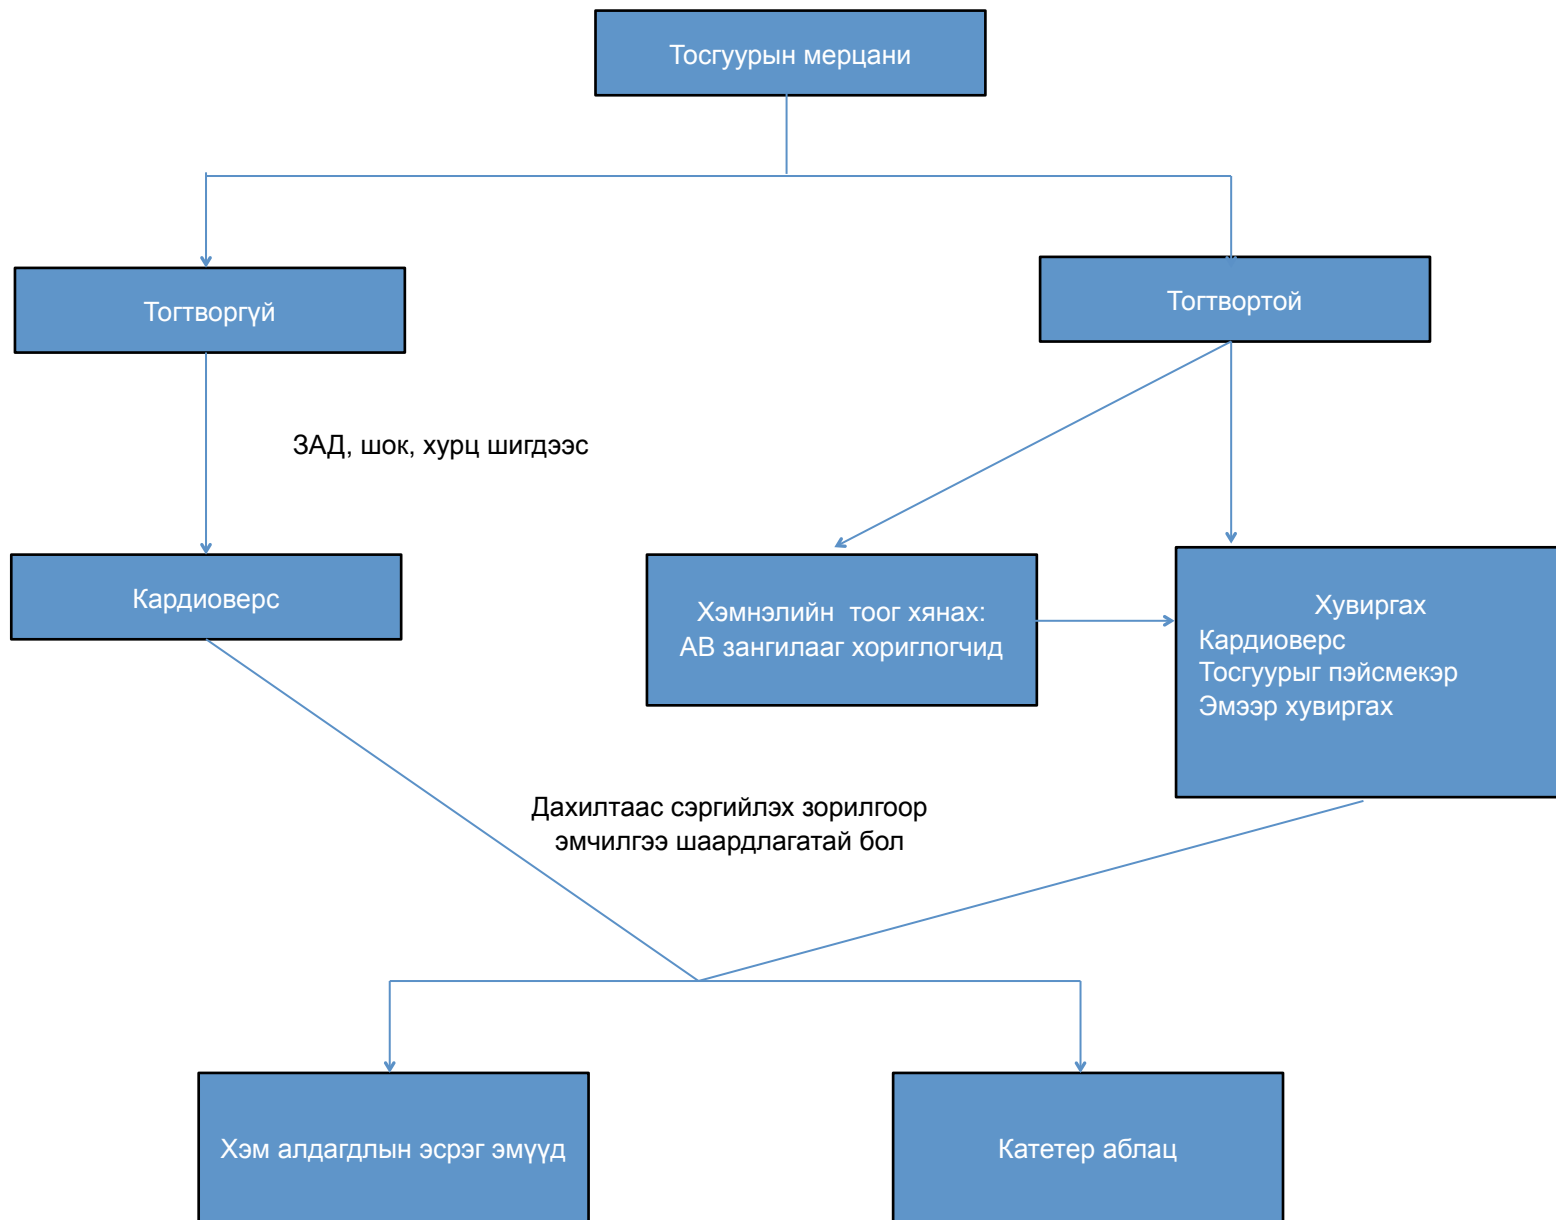 Тосгуурын мерцани
Тогтворгүй
Тогтвортой
ЗАД, шок, хурц шигдээс
Кардиоверс
Хэмнэлийн тоог хянах:
АВ зангилааг хориглогчид
Хувиргах
Кардиоверс
Тосгуурыг пэйсмекэр
Эмээр хувиргах
Дахилтаас сэргийлэх зорилгоор
эмчилгээ шаардлагатай бол
Хэм алдагдлын эсрэг эмүүд
Катетер аблац